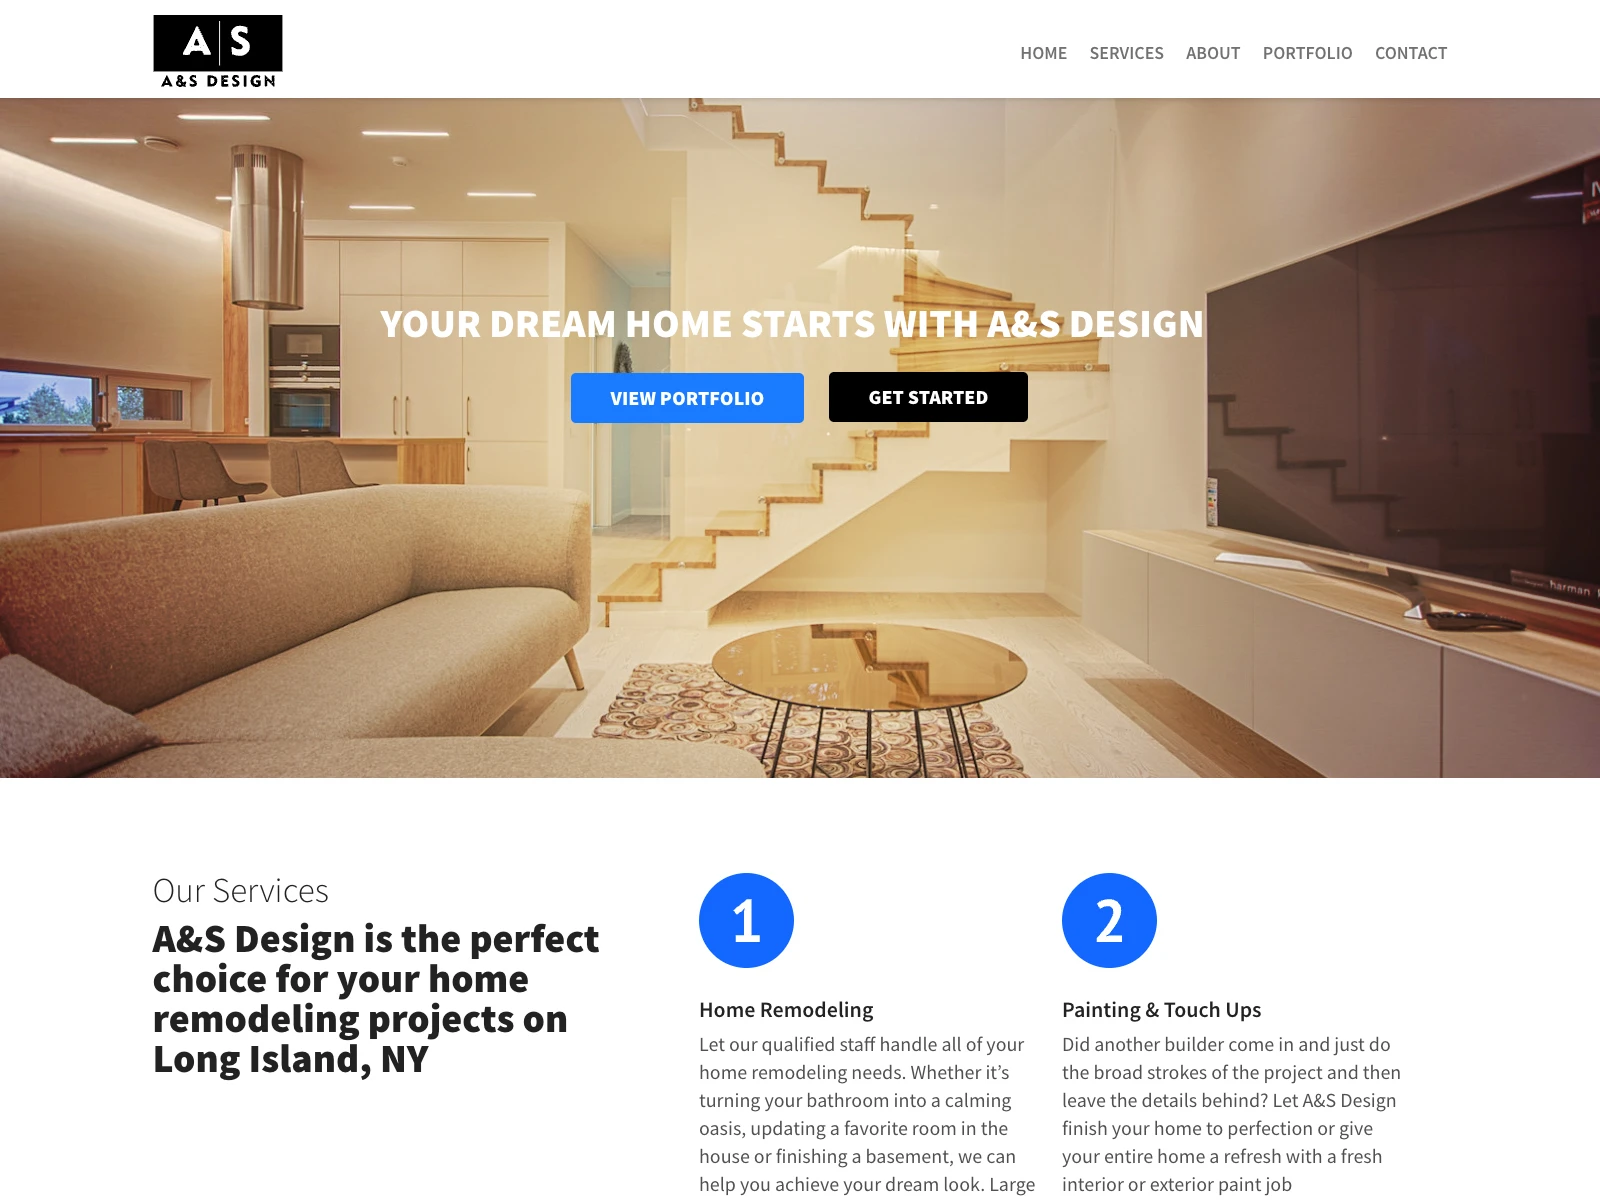 A|S
A&S DESIGN
HOME SERVICES ABOUT PORTFOLIO CONTACT
YOUR DREAM HOME STARTS WITH A&S DESIGN
VIEW PORTFOLIO
GET STARTED
harman
Our Services
A&S Design is the perfect
choice for your home
remodeling projects on
Long Island, NY
1
Home Remodeling
Let our qualified staff handle all of your
home remodeling needs. Whether it’s
turning your bathroom into a calming
oasis, updating a favorite room in the
house or finishing a basement, we can
help you achieve your dream look. Large
2
Painting & Touch Ups
Did another builder come in and just do
the broad strokes of the project and then
leave the details behind? Let A&S Design
finish your home to perfection or give
your entire home a refresh with a fresh
interior or exterior paint job